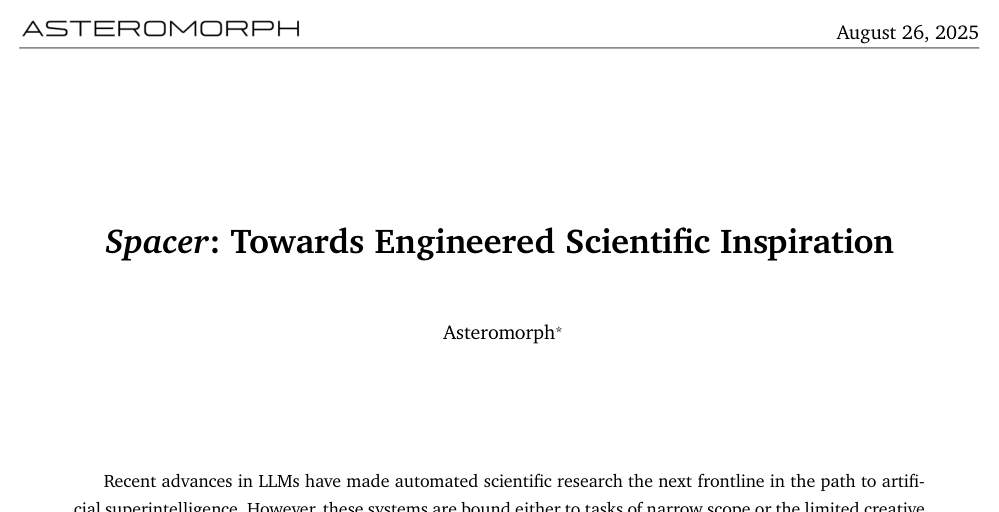 ASTEROMORPH
August 26, 2025
Spacer: Towards Engineered Scientific Inspiration
Asteromorph*
Recent advances in LLMs have made automated scientific research the next frontline in the path to artifi-
cial superintelligence. However, these systems are bound either to tasks of narrow scope or the limited creative